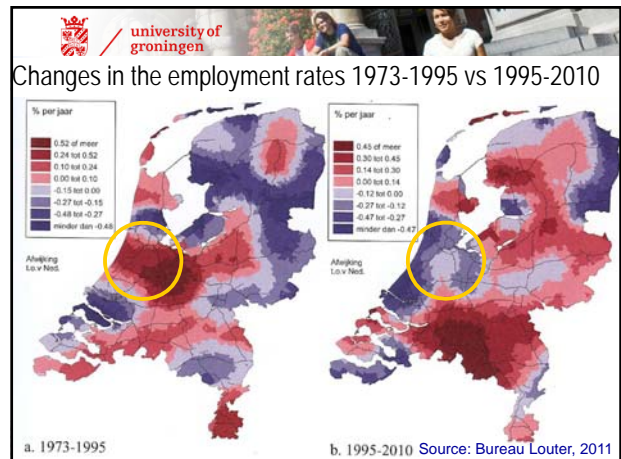 university of
groningen
Changes in the employment rates 1973-1995 vs 1995-2010
% per jaar
0.52 of meer
0.24 tot 0.52
0.10 tot 0.24
0.00 tot 0.10
-0.15 tot 0.00
-0.27 tot -0.15
-0.48 tot -0.27
minder dan -0.48
Afwijking
t.o.v Ned.
a. 1973-1995
% per jaar
0.45 of meer
0.30 tot 0.45
0.14 tot 0.30
0.00 tot 0.14
-0.12 tot 0.00
-0.27 tot -0.12
-0.47 tot -0.27
minder dan -0.47
Afwijking
t.o.v Ned.
b. 1995-2010
Source: Bureau Louter, 2011